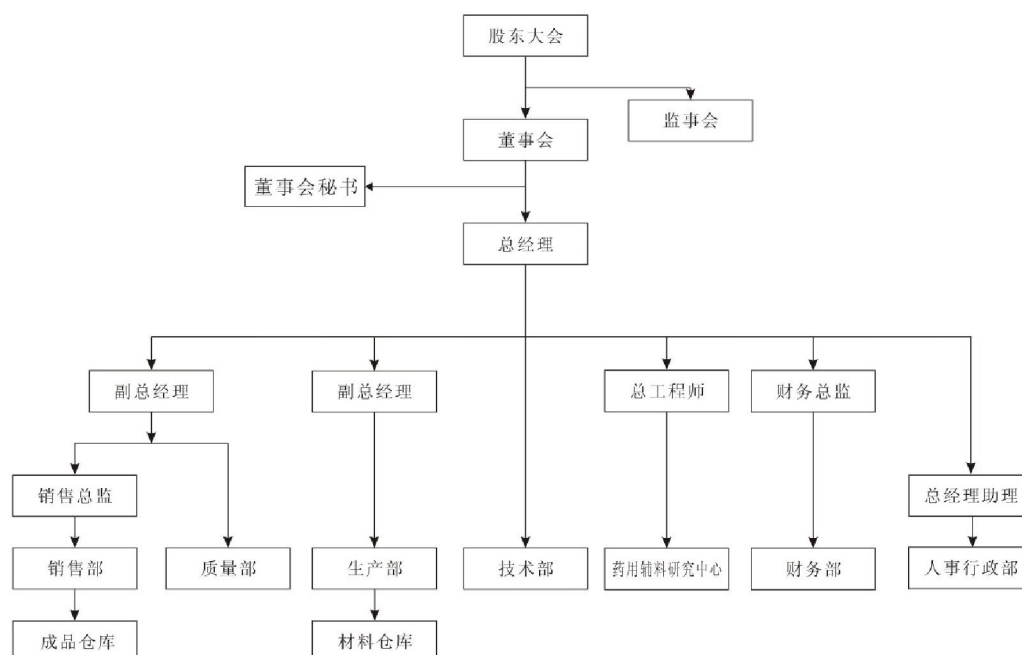 股东大会
监事会
董事会
董事会秘书
总经理
副总经理
副总经理
总工程师
财务总监
销售总监
总经理助理
销售部
质量部
生产部
技术部
药用辅料研究中心
财务部
人事行政部
成品仓库
材料仓库